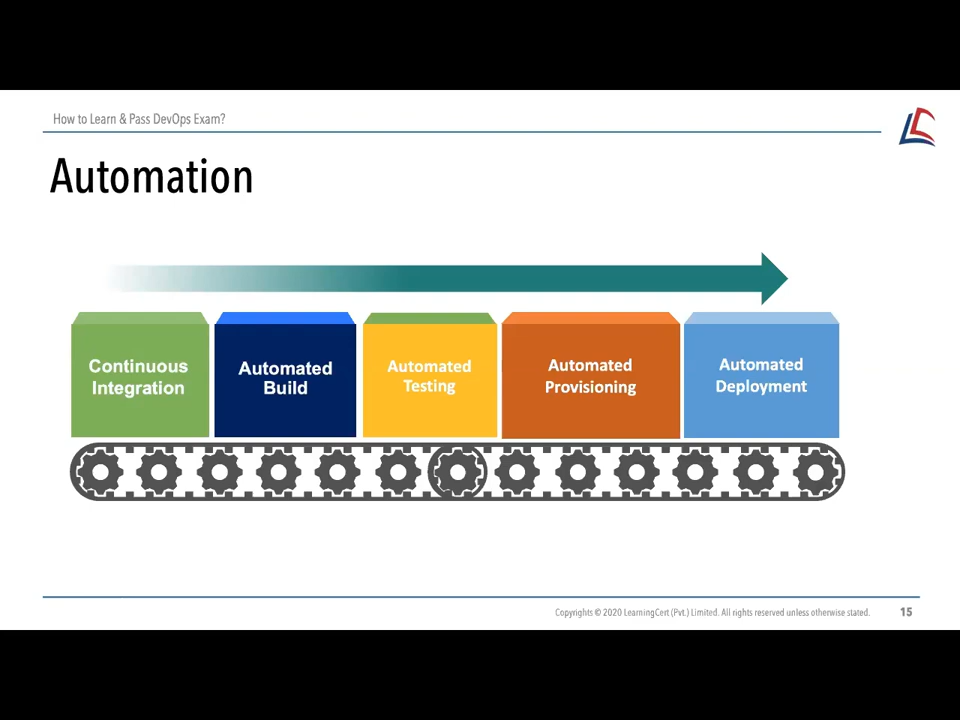 How to Learn & Pass DevOps Exam?
Automation
Continuous
Integration
Automated
Build
Automated
Testing
Automated
Provisioning
Automated
Deployment
Copyrights © 2020 LearningCert (Pvt.) Limited. All rights reserved unless otherwise stated.
15